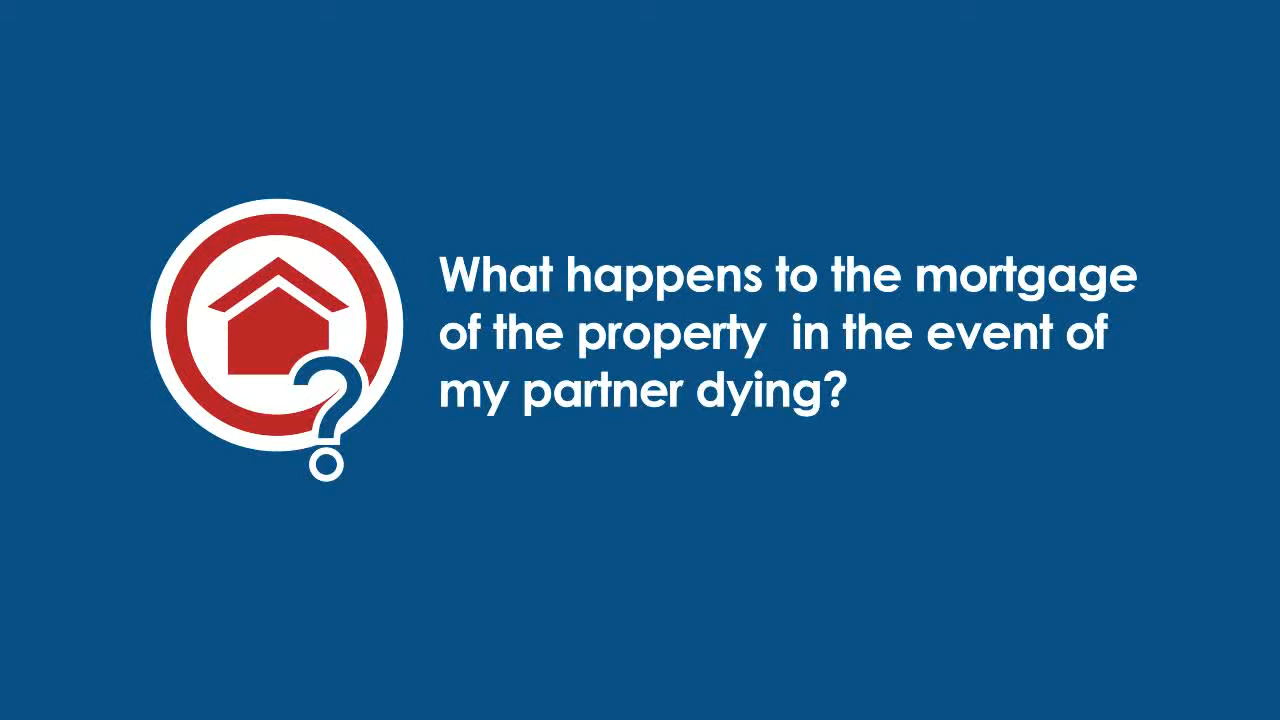 What happens to the mortgage
of the property  in the event of
my partner dying?